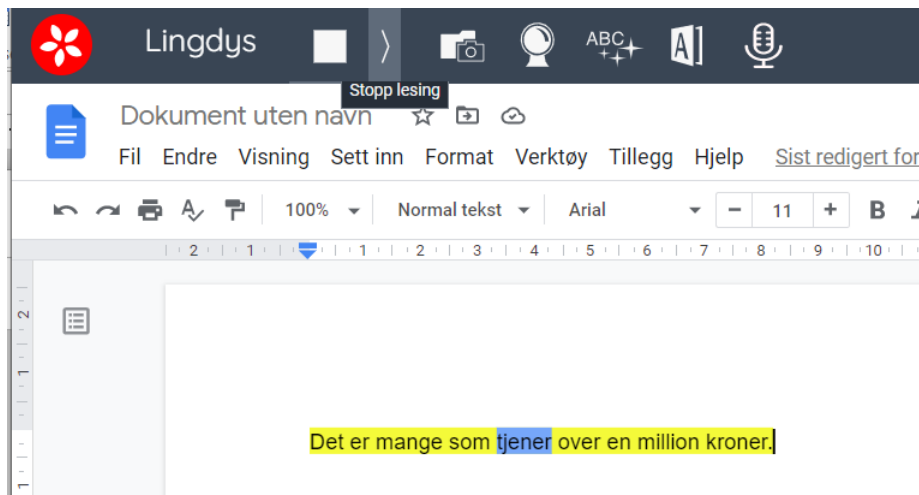 Lingdys
ABC
A
Stopp lesing
Dokument uten navn
Fil Endre Visning Sett inn Format Verktøy Tillegg Hjelp Sist redigert for
100% Normal tekst Arial − 11 + B
2 1 1 2 3 4 5 6 7 8 9 10
2
1
Det er mange som tjener over en million kroner.
1